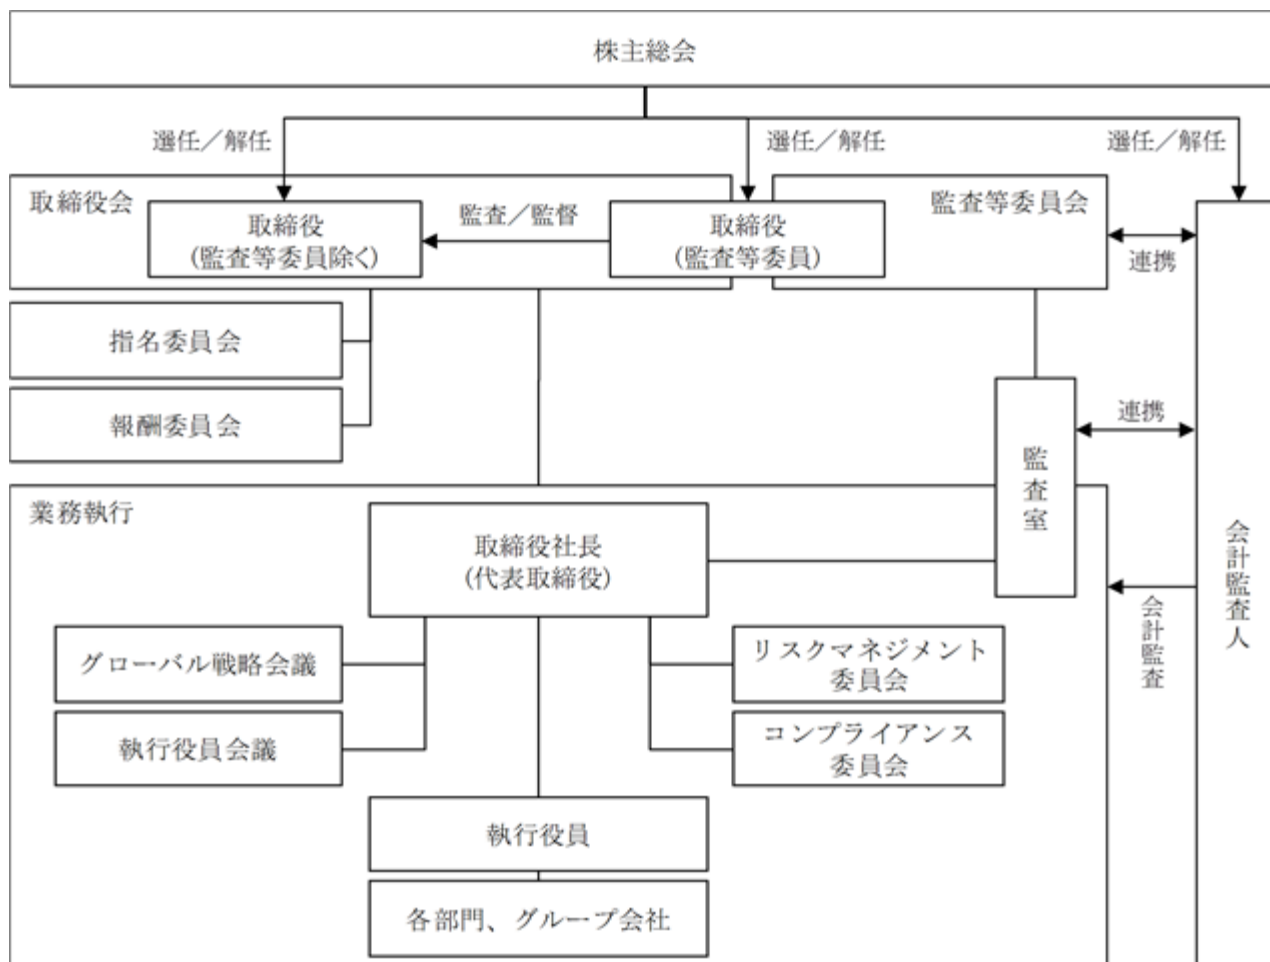 株主総会
選任／解任
選任／解任
選任／解任
取締役会
取締役
(監査等委員除く)
監査／監督
取締役
(監査等委員)
監査等委員会
連携
指名委員会
報酬委員会
連携
監査室
業務執行
取締役社長
(代表取締役)
会計監査人
会計監査
グローバル戦略会議
リスクマネジメント
委員会
執行役員会議
コンプライアンス
委員会
執行役員
各部門、グループ会社